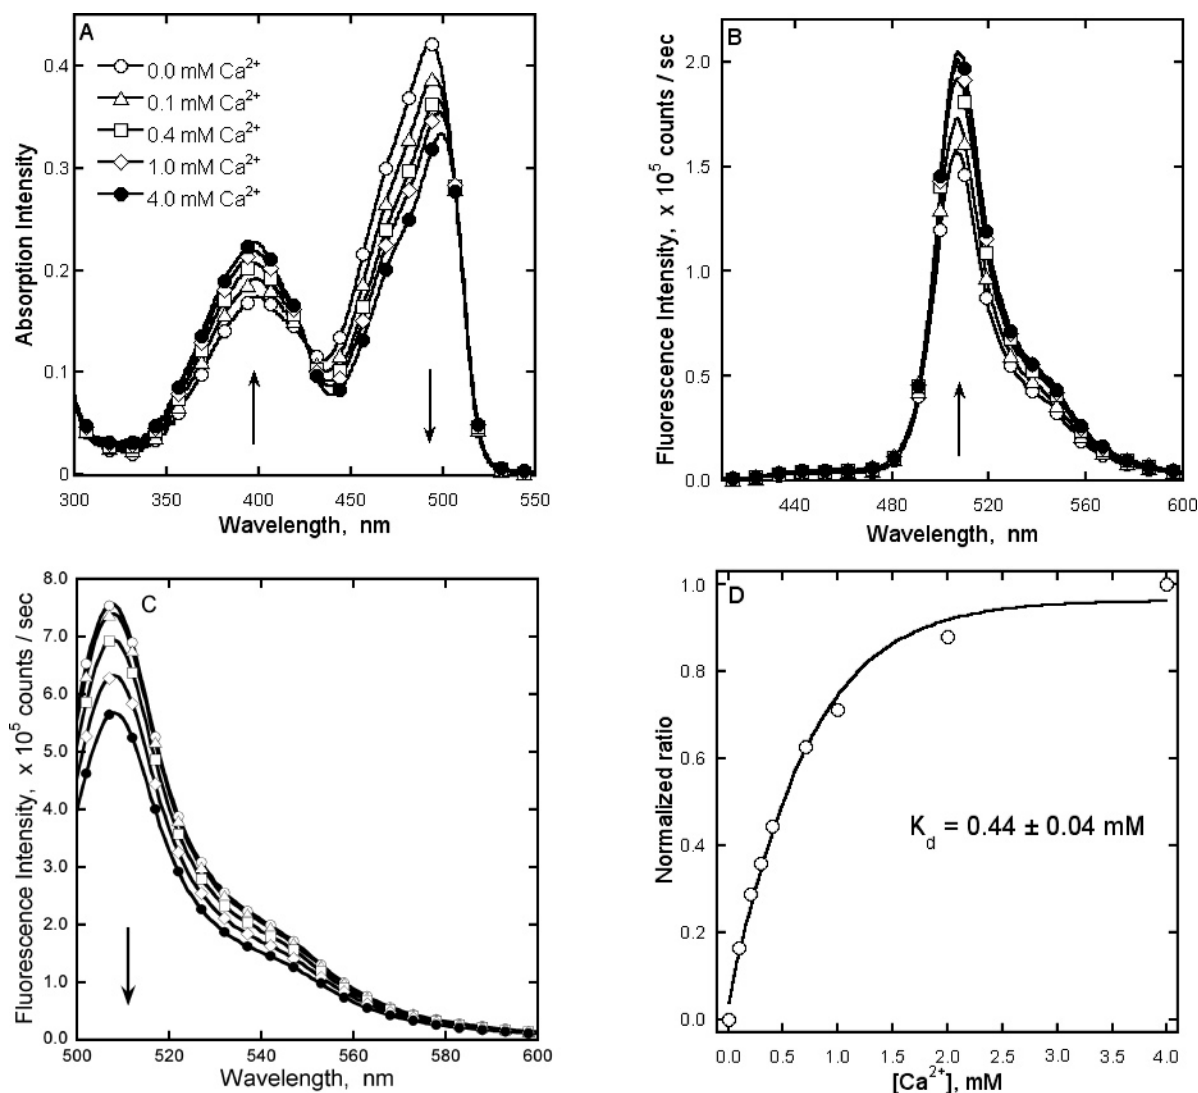 A
0.0 mM Ca²⁺
0.1 mM Ca²⁺
0.4 mM Ca²⁺
1.0 mM Ca²⁺
4.0 mM Ca²⁺
Absorption Intensity
0.4
0.3
0.2
0.1
0
300 350 400 450 500 550
Wavelength, nm
B
Fluorescence Intensity, x 10⁵ counts / sec
2.0
1.5
1.0
0.5
0.0
440 480 520 560 600
Wavelength, nm
C
Fluorescence Intensity, x 10⁵ counts / sec
8.0
7.0
6.0
5.0
4.0
3.0
2.0
1.0
0.0
500 520 540 560 580 600
Wavelength, nm
D
Normalized ratio
1.0
0.8
0.6
0.4
0.2
0.0
K_d = 0.44 ± 0.04 mM
0.0 0.5 1.0 1.5 2.0 2.5 3.0 3.5 4.0
[Ca²⁺], mM